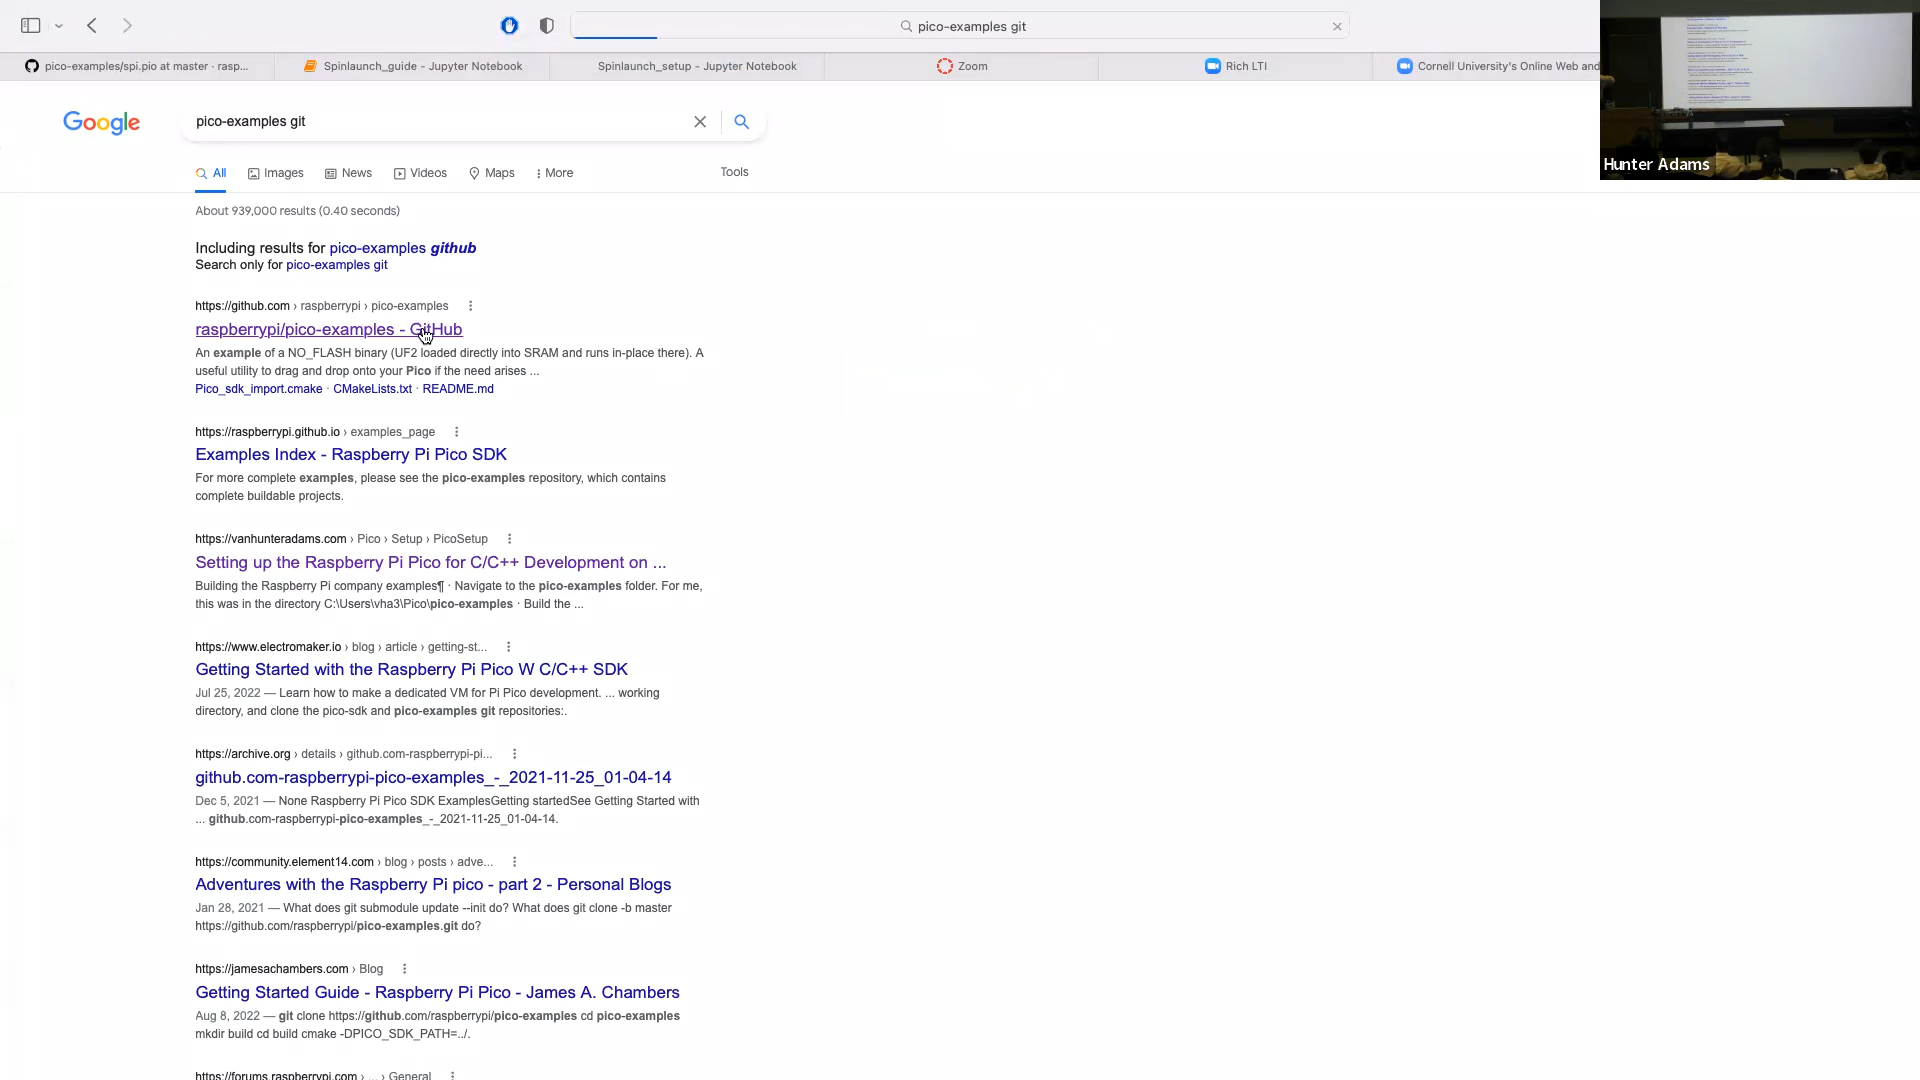 pico-examples git
pico-examples/spi.pio at master · rasp...
Spinlaunch_guide - Jupyter Notebook
Spinlaunch_setup - Jupyter Notebook
Zoom
Rich LTI
Cornell University's Online Web and
Hunter Adams
Google
pico-examples git
All
Images
News
Videos
Maps
More
Tools
About 939,000 results (0.40 seconds)
Including results for pico-examples github
Search only for pico-examples git
https://github.com › raspberrypi › pico-examples
raspberrypi/pico-examples - GitHub
An example of a NO_FLASH binary (UF2 loaded directly into SRAM and runs in-place there). A
useful utility to drag and drop onto your Pico if the need arises ...
Pico_sdk_import.cmake · CMakeLists.txt · README.md
https://raspberrypi.github.io › examples_page
Examples Index - Raspberry Pi Pico SDK
For more complete examples, please see the pico-examples repository, which contains
complete buildable projects.
https://vanhunteradams.com › Pico › Setup › PicoSetup
Setting up the Raspberry Pi Pico for C/C++ Development on ...
Building the Raspberry Pi company examples¶ · Navigate to the pico-examples folder. For me,
this was in the directory C:\Users\vha3\Pico\pico-examples · Build the ...
https://www.electromaker.io › blog › article › getting-st...
Getting Started with the Raspberry Pi Pico W C/C++ SDK
Jul 25, 2022 — Learn how to make a dedicated VM for Pi Pico development. ... working
directory, and clone the pico-sdk and pico-examples git repositories:.
https://archive.org › details › github.com-raspberrypi-pi...
github.com-raspberrypi-pico-examples_-_2021-11-25_01-04-14
Dec 5, 2021 — None Raspberry Pi Pico SDK ExamplesGetting startedSee Getting Started with
... github.com-raspberrypi-pico-examples_-_2021-11-25_01-04-14.
https://community.element14.com › blog › posts › adve...
Adventures with the Raspberry Pi pico - part 2 - Personal Blogs
Jan 28, 2021 — What does git submodule update --init do? What does git clone -b master
https://github.com/raspberrypi/pico-examples.git do?
https://jamesachambers.com › Blog
Getting Started Guide - Raspberry Pi Pico - James A. Chambers
Aug 8, 2022 — git clone https://github.com/raspberrypi/pico-examples cd pico-examples
mkdir build cd build cmake -DPICO_SDK_PATH=../.
https://forums.raspberrypi.com › ... › General